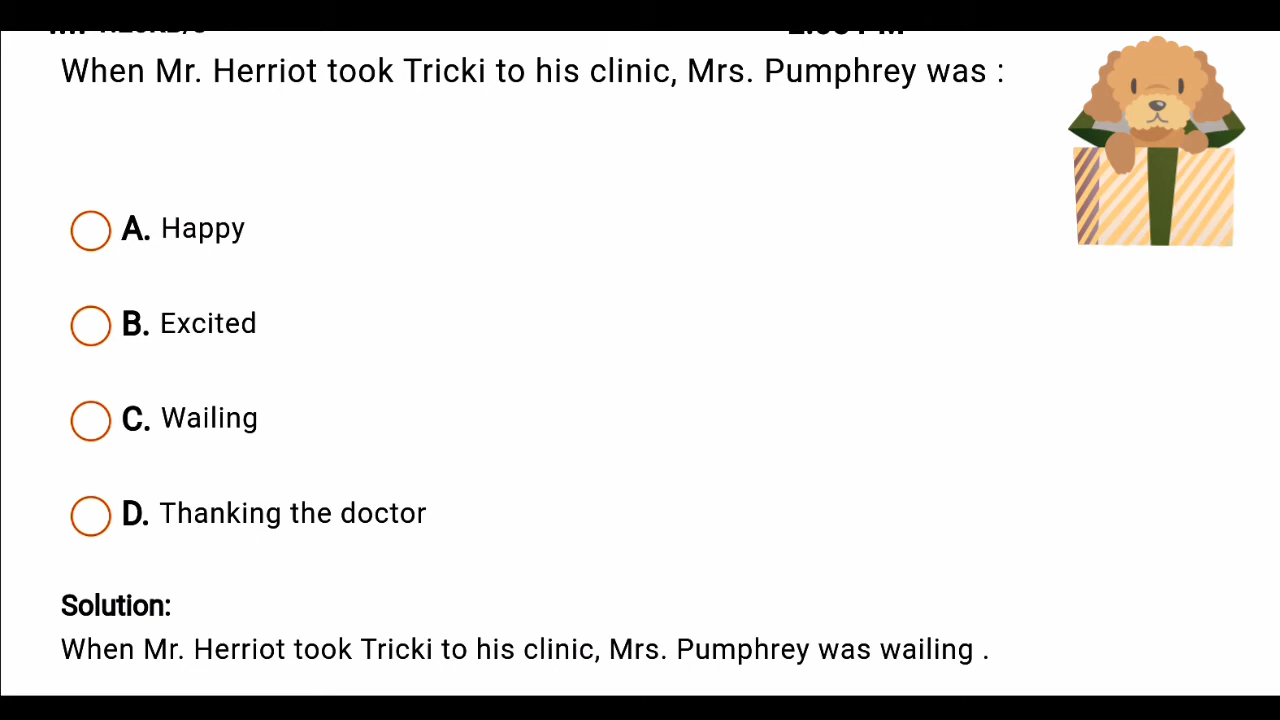 When Mr. Herriot took Tricki to his clinic, Mrs. Pumphrey was :
A. Happy
B. Excited
C. Wailing
D. Thanking the doctor
Solution:
When Mr. Herriot took Tricki to his clinic, Mrs. Pumphrey was wailing .